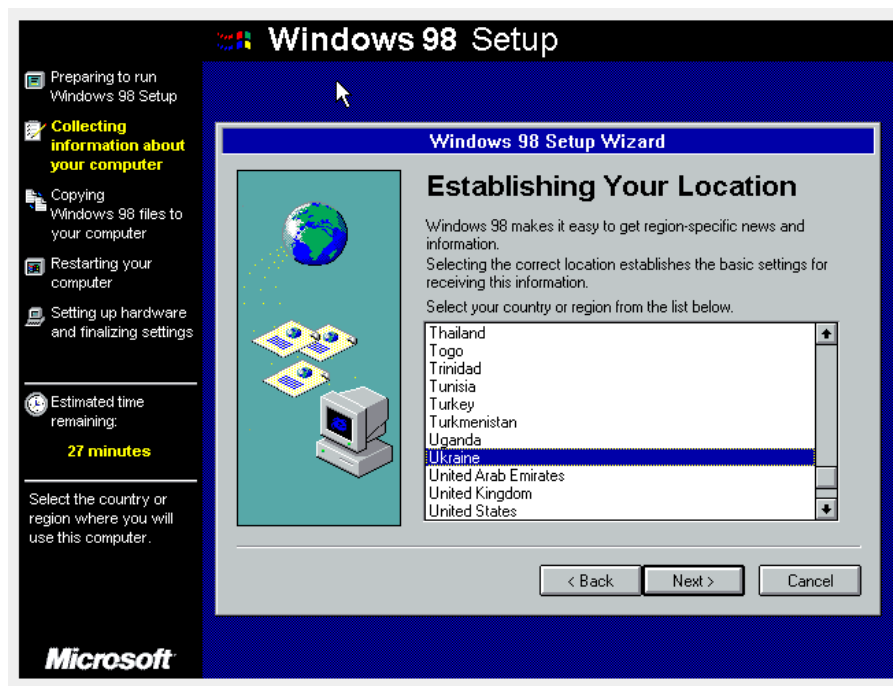 Windows 98 Setup
Preparing to run
Windows 98 Setup
Collecting
information about
your computer
Copying
Windows 98 files to
your computer
Restarting your
computer
Setting up hardware
and finalizing settings
Estimated time
remaining:
27 minutes
Select the country or
region where you will
use this computer.
Microsoft
Windows 98 Setup Wizard
Establishing Your Location
Windows 98 makes it easy to get region-specific news and
information.
Selecting the correct location establishes the basic settings for
receiving this information.
Select your country or region from the list below.
Thailand
Togo
Trinidad
Tunisia
Turkey
Turkmenistan
Uganda
Ukraine
United Arab Emirates
United Kingdom
United States
< Back
Next >
Cancel